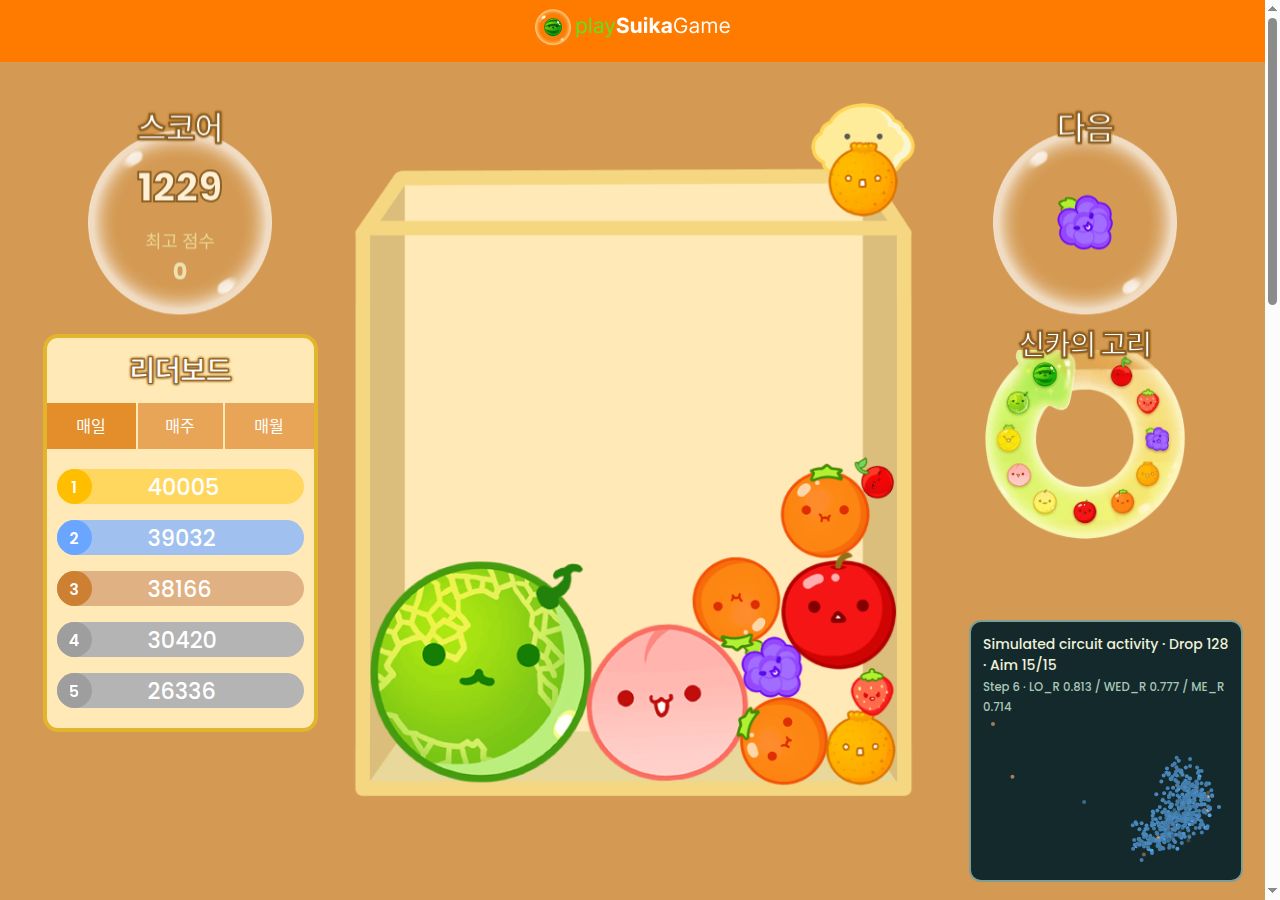 playSuikaGame
스코어
1229
최고 점수
0
리더보드
매일 매주 매월
1 40005
2 39032
3 38166
4 30420
5 26336
다음
신카의 고리
Simulated circuit activity · Drop 128
· Aim 15/15
Step 6 · LO_R 0.813 / WED_R 0.777 / ME_R
0.714